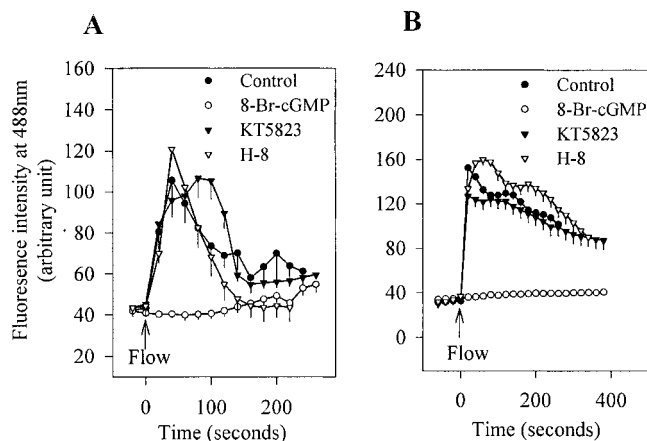 A
Fluoresence intensity at 488nm
(arbitrary unit)
160
140
120
100
80
60
40
20
Control
8-Br-cGMP
KT5823
H-8
Flow
0
100
200
Time (seconds)
B
240
200
160
120
80
40
0
Control
8-Br-cGMP
KT5823
H-8
Flow
0
200
400
Time (seconds)